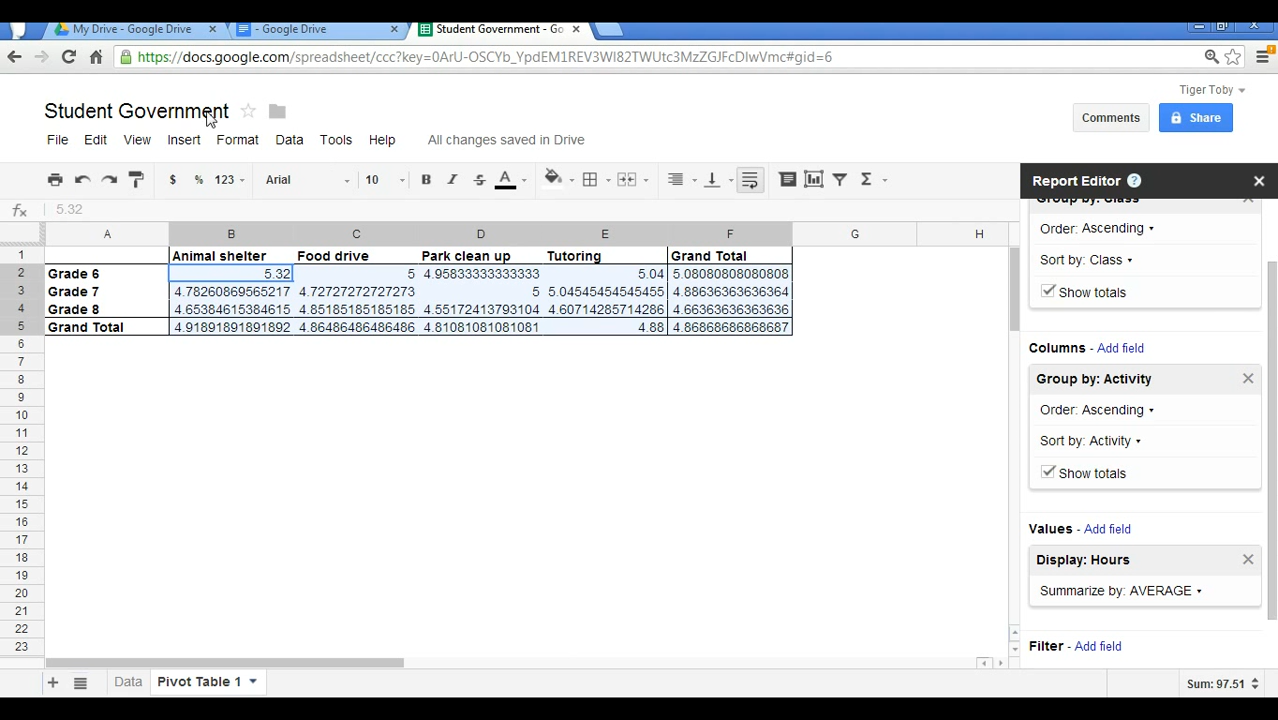 My Drive - Google Drive × - Google Drive × Student Government - Go ×
https://docs.google.com/spreadsheet/ccc?key=0ArU-OSCYb_YpdEM1REV3Wl82TWUtc3MzZGJFcDlwVmc#gid=6
Tiger Toby
Student Government
Comments Share
File Edit View Insert Format Data Tools Help All changes saved in Drive
$ % 123 Arial 10 B I S A Σ
Report Editor ? ×
fx 5.32
Group by: Class ×
A B C D E F G H
Order: Ascending
1 Animal shelter Food drive Park clean up Tutoring Grand Total
Sort by: Class
2 Grade 6 5.32 5 4.95833333333333 5.04 5.08080808080808
3 Grade 7 4.78260869565217 4.72727272727273 5 5.04545454545455 4.88636363636364
Show totals
4 Grade 8 4.65384615384615 4.85185185185185 4.55172413793104 4.60714285714286 4.66363636363636
5 Grand Total 4.91891891891892 4.86486486486486 4.81081081081081 4.88 4.86868686868687
6
Columns - Add field
7
8
Group by: Activity ×
9
10
Order: Ascending
11
12
Sort by: Activity
13
14
Show totals
15
16
17
Values - Add field
18
Display: Hours ×
19
20
Summarize by: AVERAGE
21
22
23
Filter - Add field
+ Data Pivot Table 1 Sum: 97.51